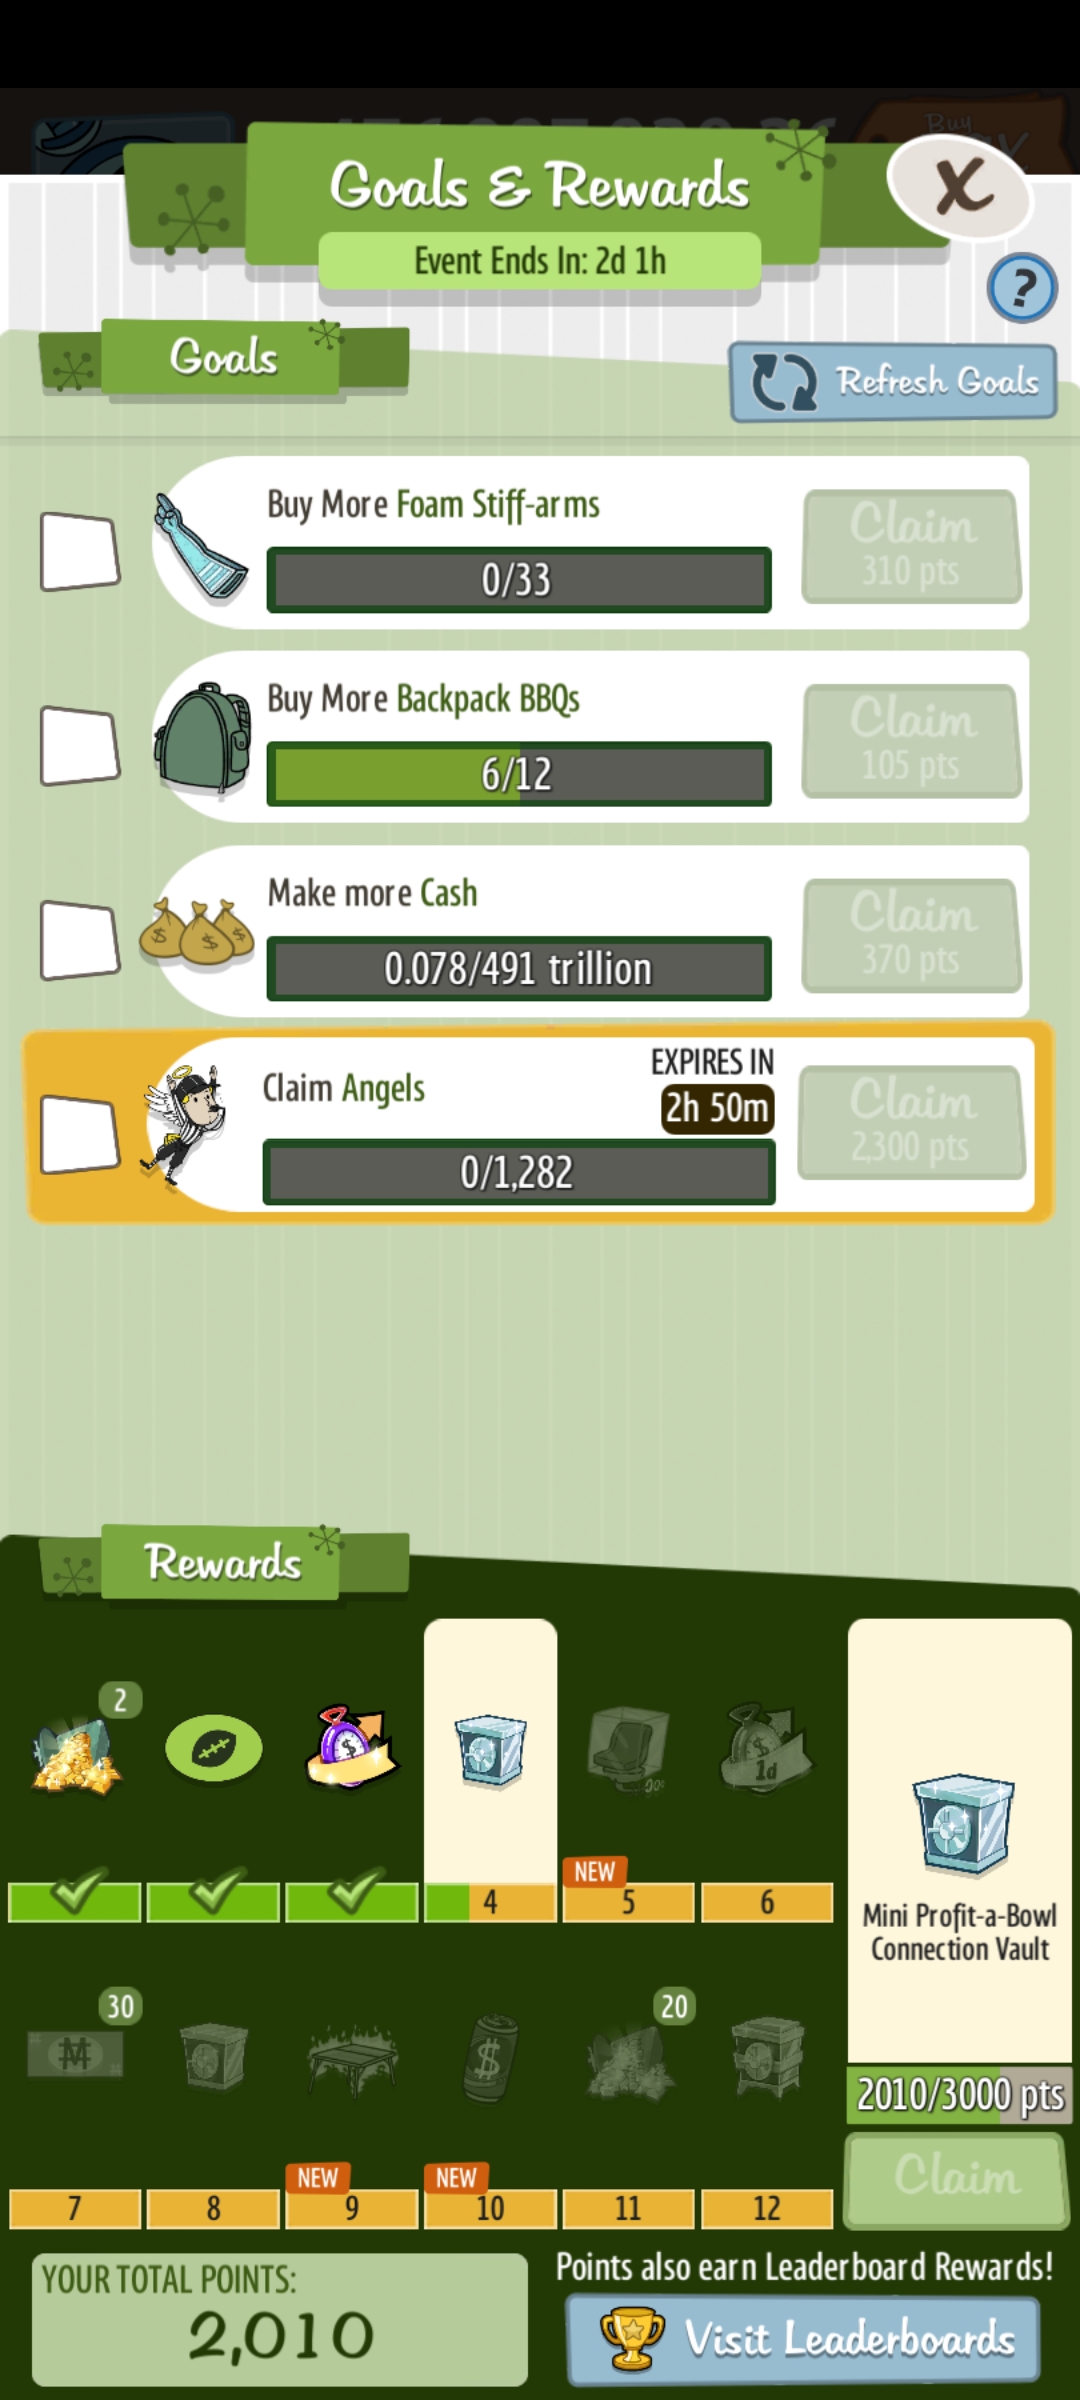 Buy
Goals & Rewards
X
Event Ends In: 2d 1h
?
Goals
Refresh Goals
Buy More Foam Stiff-arms
0/33
Claim
310 pts
Buy More Backpack BBQs
6/12
Claim
105 pts
Make more Cash
0.078/491 trillion
Claim
370 pts
Claim Angels
EXPIRES IN
2h 50m
0/1,282
Claim
2,300 pts
Rewards
2
1d
NEW
4
5
6
Mini Profit-a-Bowl
Connection Vault
30
20
2010/3000 pts
Claim
NEW
NEW
7
8
9
10
11
12
YOUR TOTAL POINTS:
2,010
Points also earn Leaderboard Rewards!
Visit Leaderboards